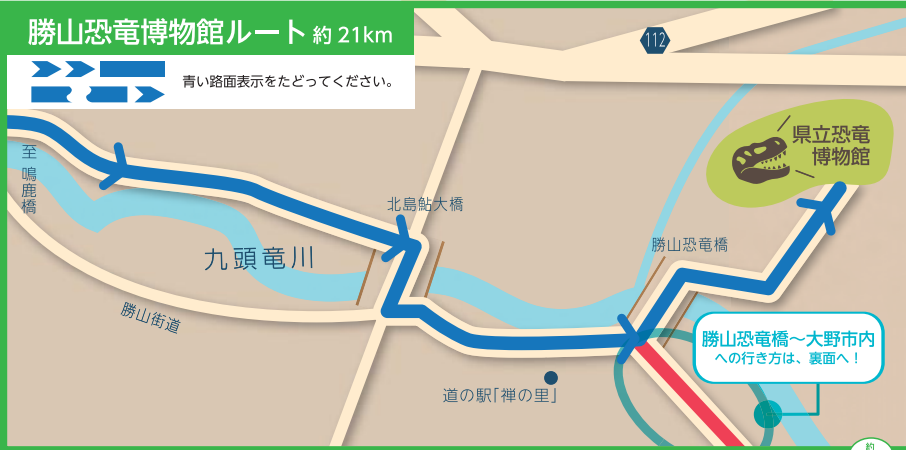 勝山恐竜博物館ルート 約 21km
青い路面表示をたどってください。
112
県立恐竜
博物館
至 鳴鹿橋
北島鮎大橋
勝山恐竜橋
九頭竜川
勝山街道
勝山恐竜橋～大野市内
への行き方は、裏面へ！
道の駅「禅の里」
約